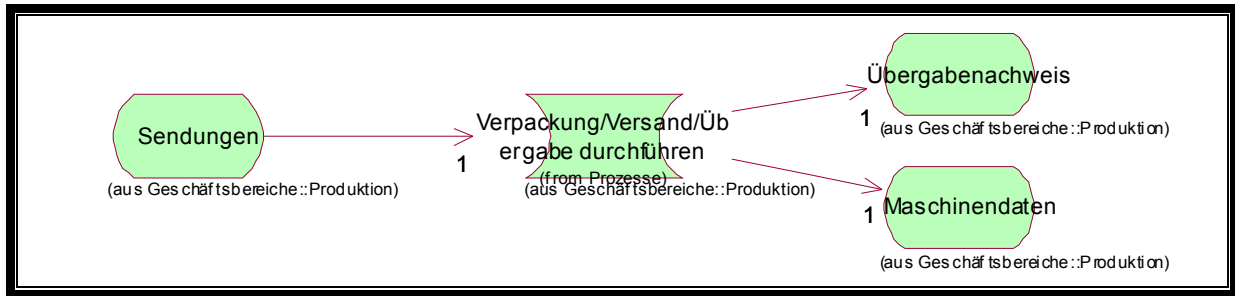 Sendungen
(aus Geschäftsbereiche::Produktion)
1
Verpackung/Versand/Üb
ergabe durchführen
(from Prozesse)
(aus Geschäftsbereiche::Produktion)
Übergabenachweis
1
(aus Geschäftsbereiche::Produktion)
Maschinendaten
1
(aus Geschäftsbereiche::Produktion)